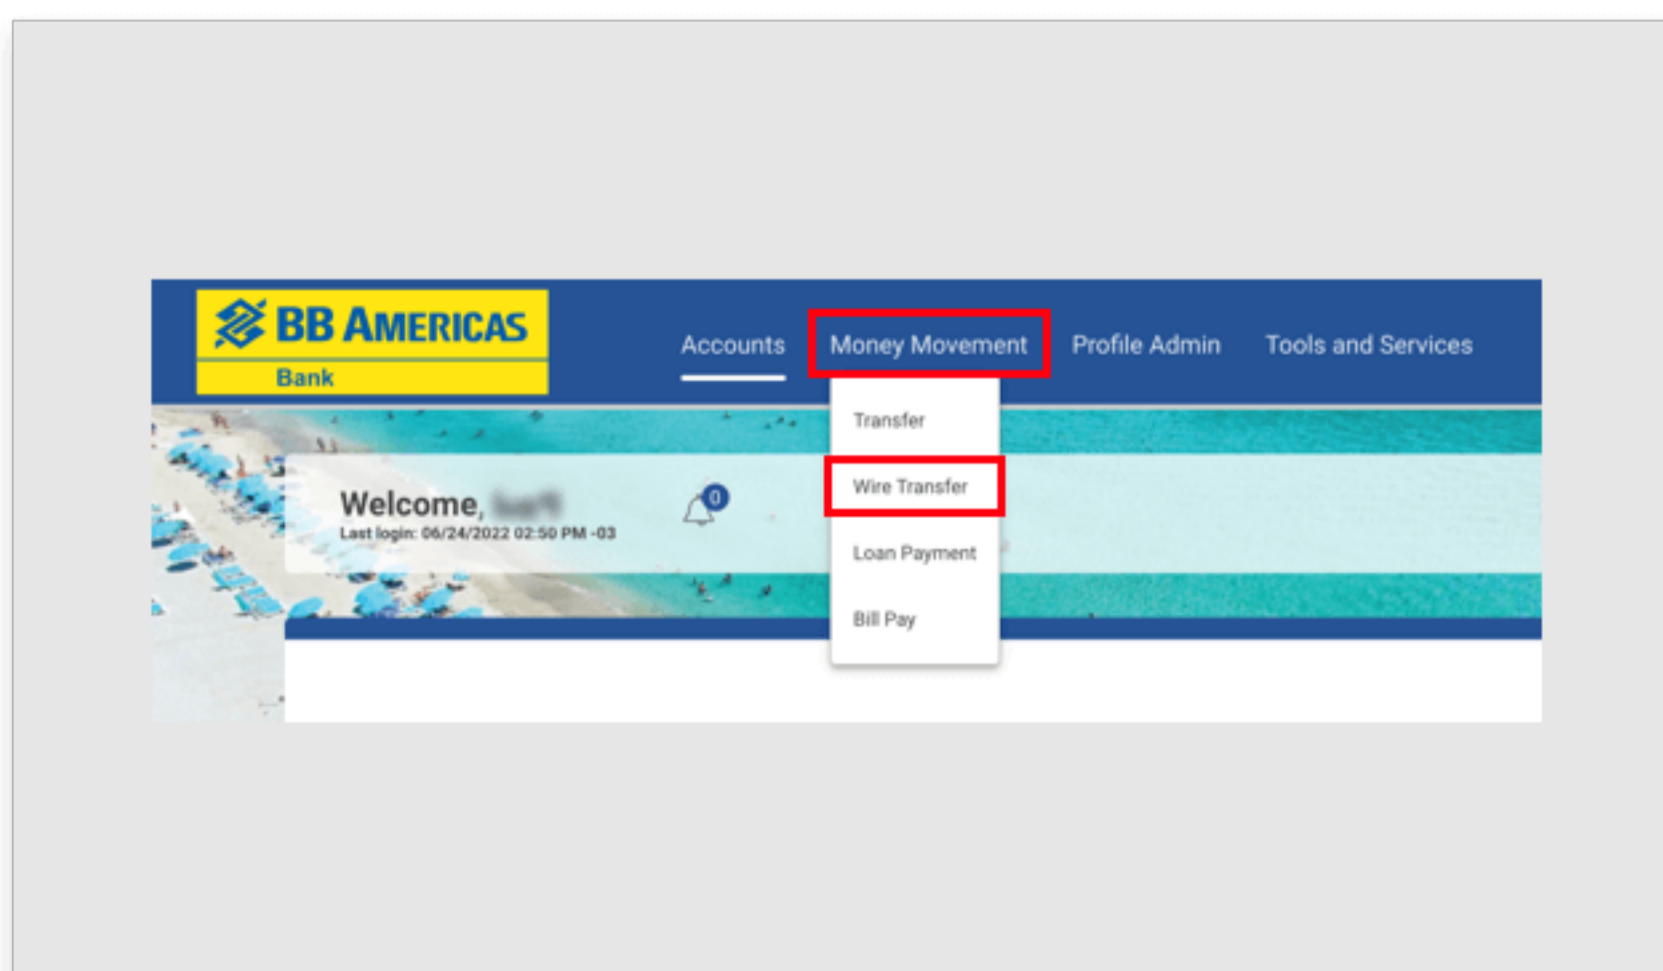 BB AMERICAS
Bank
Accounts Money Movement Profile Admin Tools and Services
Transfer
Wire Transfer
Loan Payment
Bill Pay
Welcome,
0
Last login: 06/24/2022 02:50 PM -03